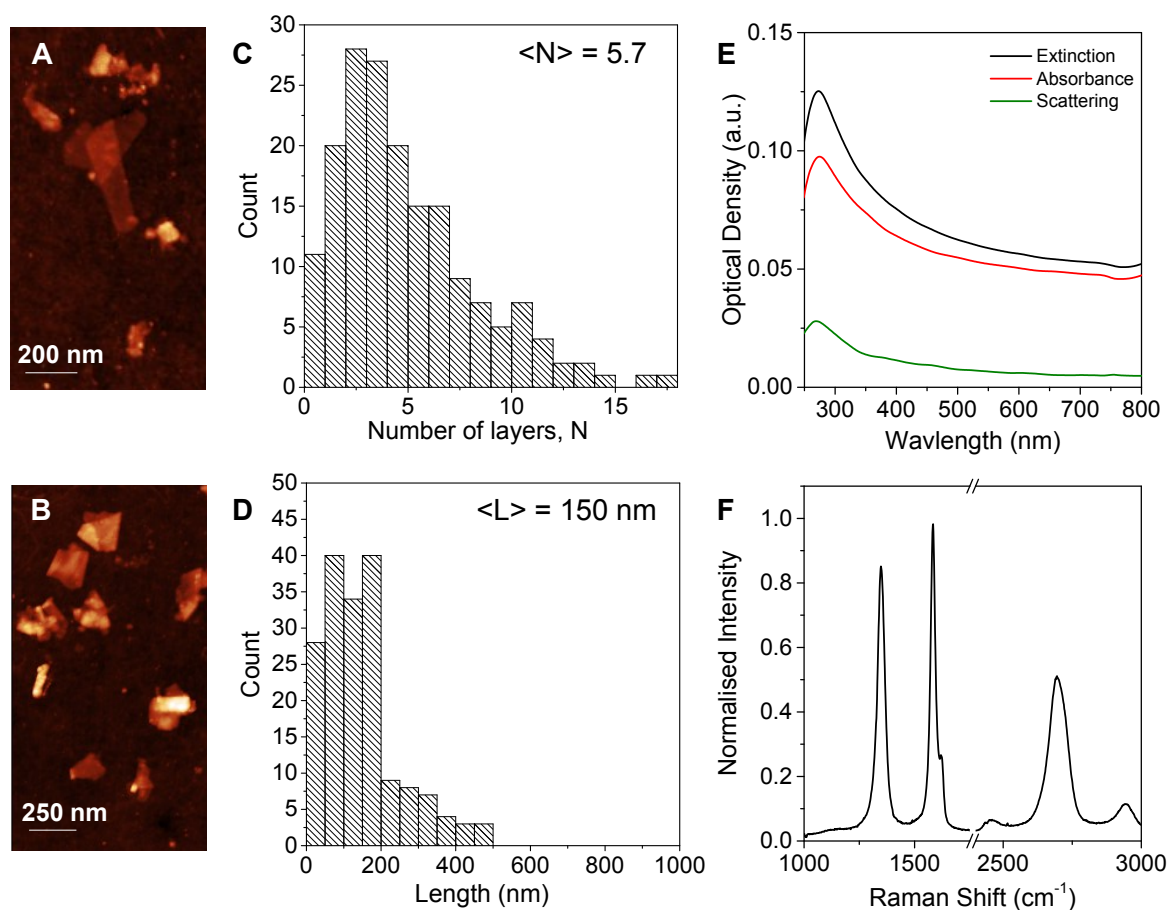 A
200 nm
B
250 nm
C
<N> = 5.7
30
25
20
15
10
5
0
Count
0 5 10 15
Number of layers, N
D
<L> = 150 nm
50
45
40
35
30
25
20
15
10
5
0
Count
0 200 400 600 800 1000
Length (nm)
E
Extinction
Absorbance
Scattering
0.15
0.10
0.05
0.00
Optical Density (a.u.)
300 400 500 600 700 800
Wavlength (nm)
F
1.0
0.8
0.6
0.4
0.2
0.0
Normalised Intensity
1000 1500 2500 3000
Raman Shift (cm⁻¹)